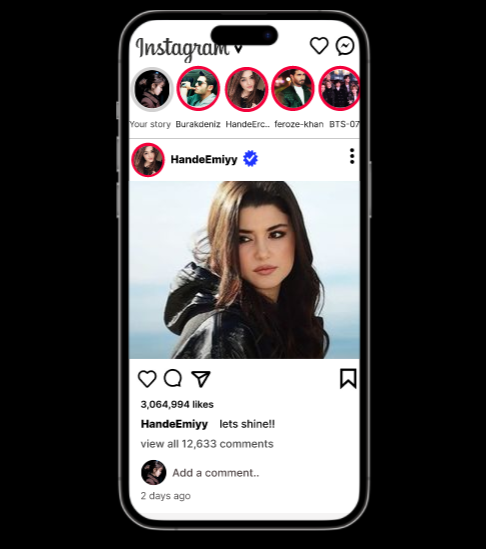 Instagram
Your story Burakdeniz HandeErc.. feroze-khan BTS-07
HandeEmiyy
3,064,994 likes
HandeEmiyy lets shine!!
view all 12,633 comments
Add a comment..
2 days ago